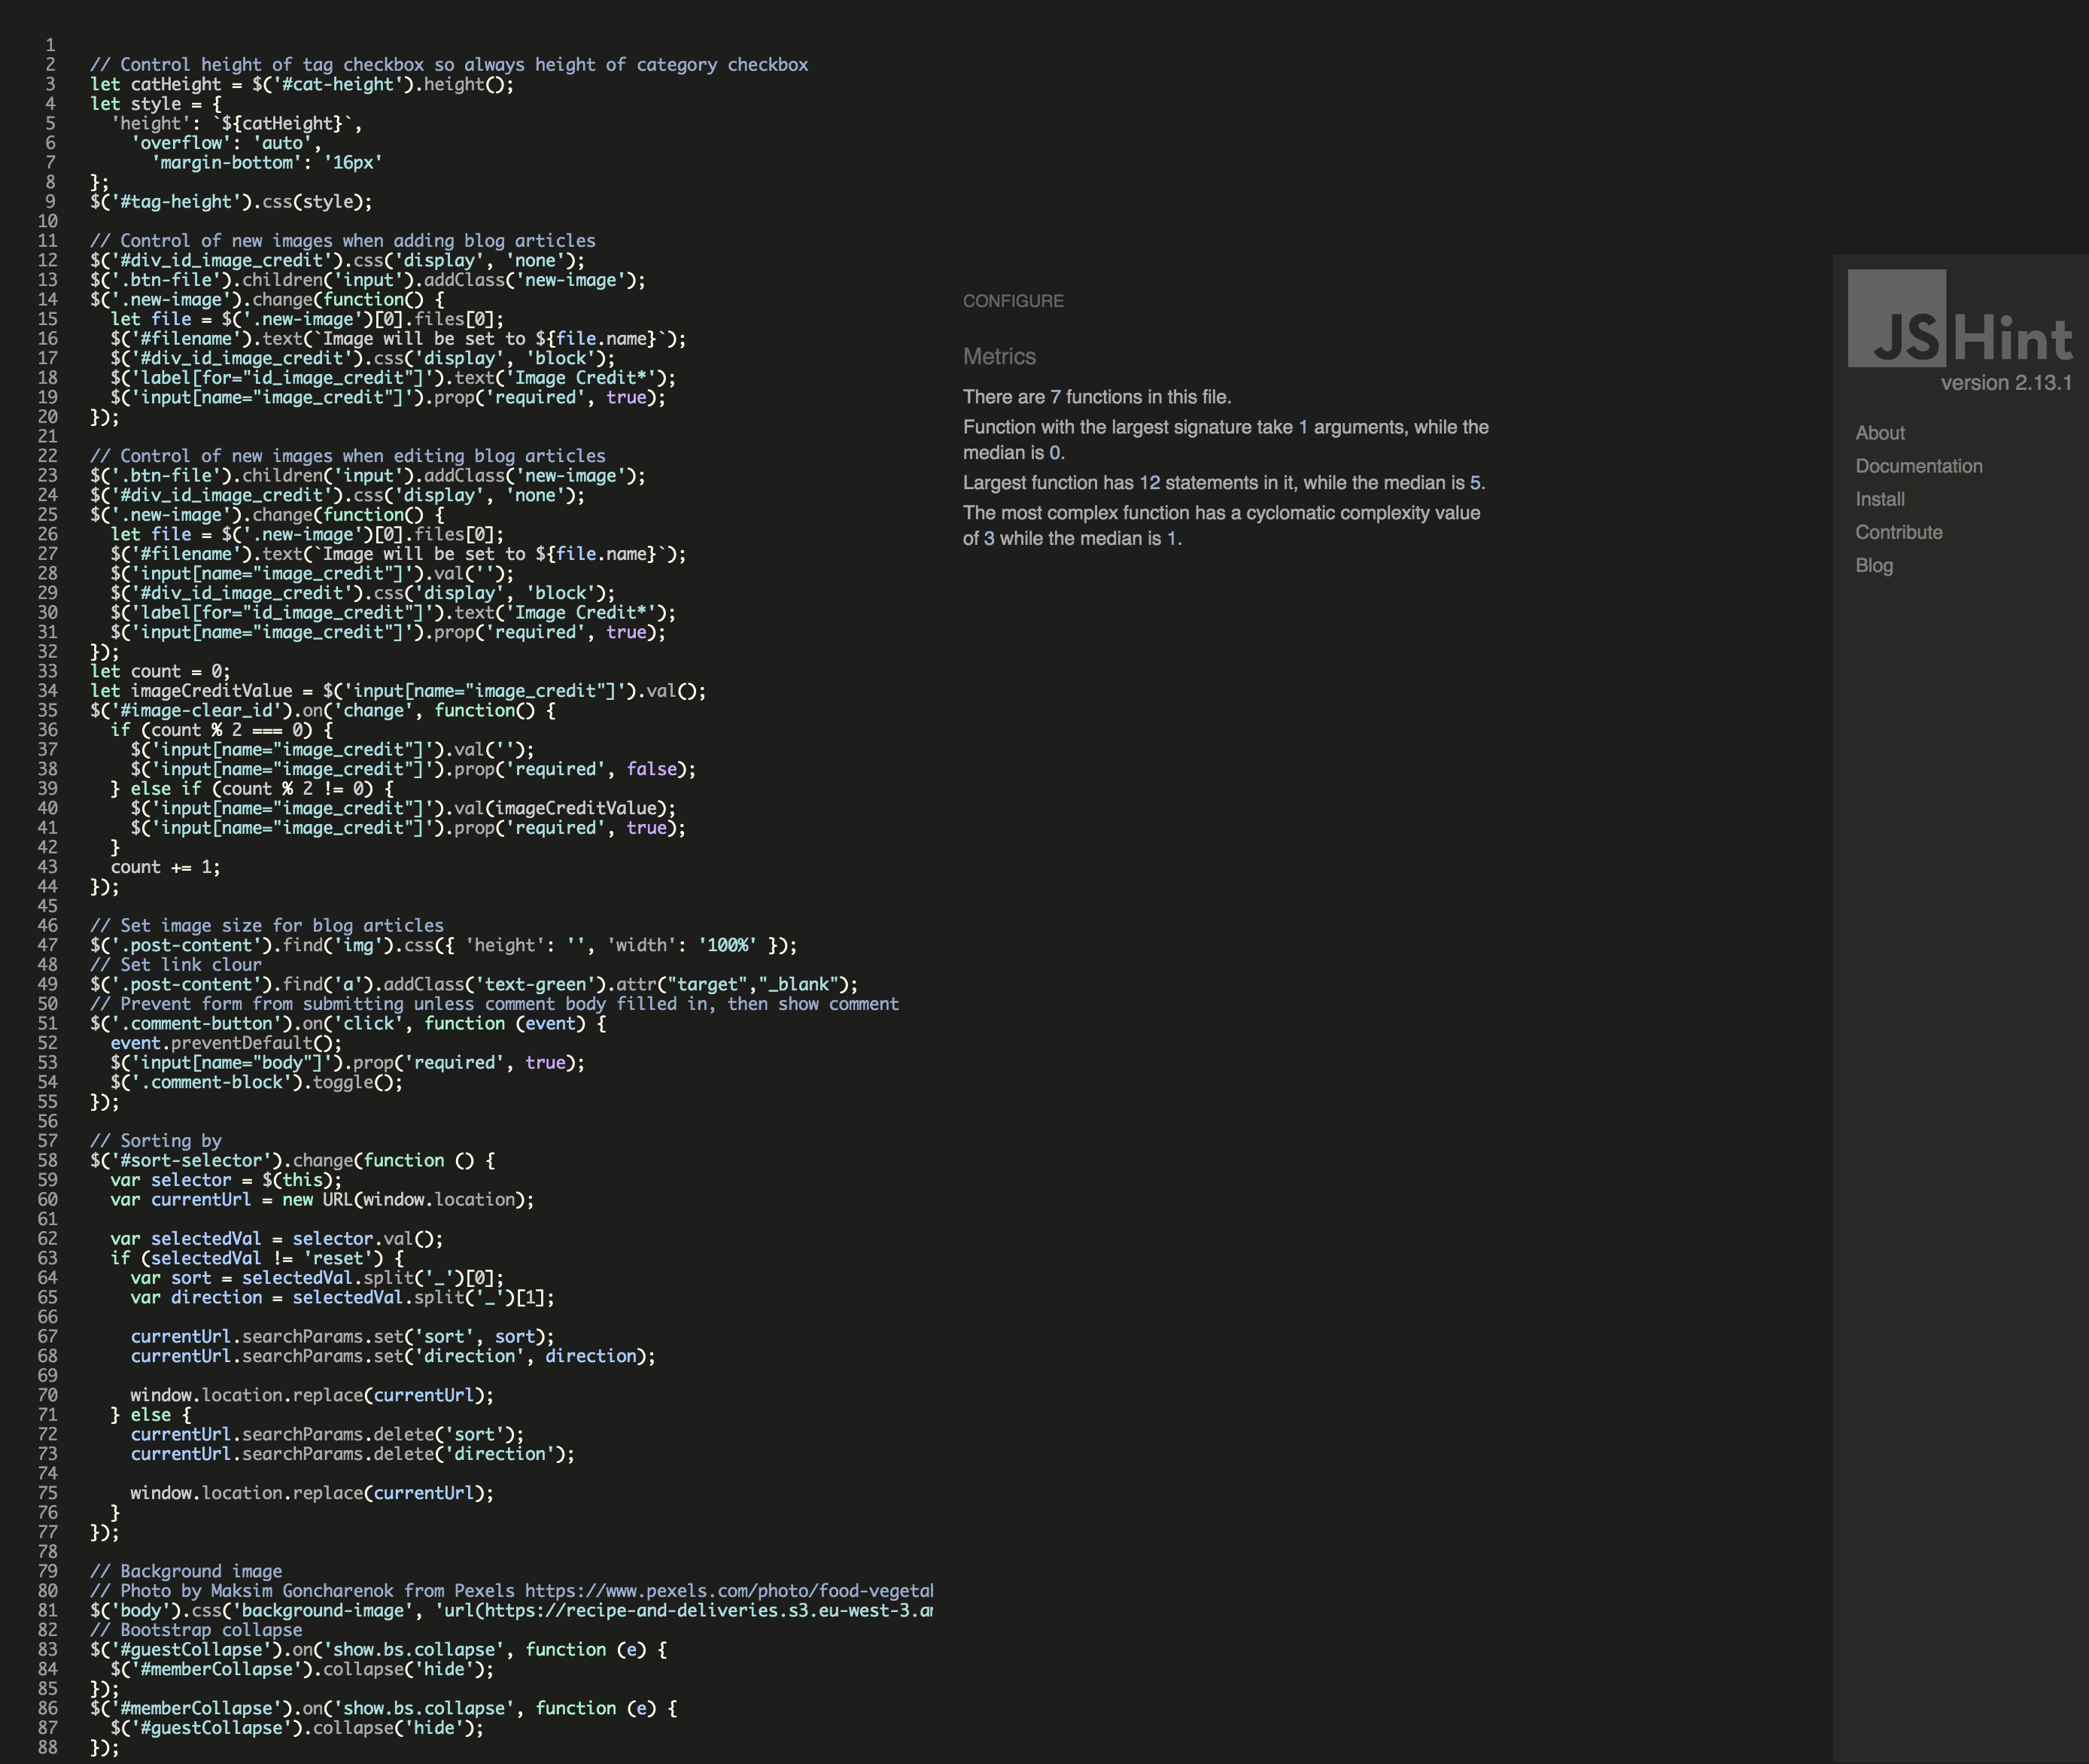 1
2 // Control height of tag checkbox so always height of category checkbox
3 let catHeight = $('#cat-height').height();
4 let style = {
5   'height': `${catHeight}`,
6     'overflow': 'auto',
7       'margin-bottom': '16px'
8 };
9 $('#tag-height').css(style);
10
11 // Control of new images when adding blog articles
12 $('#div_id_image_credit').css('display', 'none');
13 $('.btn-file').children('input').addClass('new-image');
14 $('.new-image').change(function() {
15   let file = $('.new-image')[0].files[0];
16   $('#filename').text(`Image will be set to ${file.name}`);
17   $('#div_id_image_credit').css('display', 'block');
18   $('label[for="id_image_credit"]').text('Image Credit*');
19   $('input[name="image_credit"]').prop('required', true);
20 });
21
22 // Control of new images when editing blog articles
23 $('.btn-file').children('input').addClass('new-image');
24 $('#div_id_image_credit').css('display', 'none');
25 $('.new-image').change(function() {
26   let file = $('.new-image')[0].files[0];
27   $('#filename').text(`Image will be set to ${file.name}`);
28   $('input[name="image_credit"]').val('');
29   $('#div_id_image_credit').css('display', 'block');
30   $('label[for="id_image_credit"]').text('Image Credit*');
31   $('input[name="image_credit"]').prop('required', true);
32 });
33 let count = 0;
34 let imageCreditValue = $('input[name="image_credit"]').val();
35 $('#image-clear_id').on('change', function() {
36   if (count % 2 === 0) {
37     $('input[name="image_credit"]').val('');
38     $('input[name="image_credit"]').prop('required', false);
39   } else if (count % 2 != 0) {
40     $('input[name="image_credit"]').val(imageCreditValue);
41     $('input[name="image_credit"]').prop('required', true);
42   }
43   count += 1;
44 });
45
46 // Set image size for blog articles
47 $('.post-content').find('img').css({ 'height': '', 'width': '100%' });
48 // Set link clour
49 $('.post-content').find('a').addClass('text-green').attr("target","_blank");
50 // Prevent form from submitting unless comment body filled in, then show comment
51 $('.comment-button').on('click', function (event) {
52   event.preventDefault();
53   $('input[name="body"]').prop('required', true);
54   $('.comment-block').toggle();
55 });
56
57 // Sorting by
58 $('#sort-selector').change(function () {
59   var selector = $(this);
60   var currentUrl = new URL(window.location);
61
62   var selectedVal = selector.val();
63   if (selectedVal != 'reset') {
64     var sort = selectedVal.split('_')[0];
65     var direction = selectedVal.split('_')[1];
66
67     currentUrl.searchParams.set('sort', sort);
68     currentUrl.searchParams.set('direction', direction);
69
70     window.location.replace(currentUrl);
71   } else {
72     currentUrl.searchParams.delete('sort');
73     currentUrl.searchParams.delete('direction');
74
75     window.location.replace(currentUrl);
76   }
77 });
78
79 // Background image
80 // Photo by Maksim Goncharenok from Pexels https://www.pexels.com/photo/food-vegetal
81 $('body').css('background-image', 'url(https://recipe-and-deliveries.s3.eu-west-3.a
82 // Bootstrap collapse
83 $('#guestCollapse').on('show.bs.collapse', function (e) {
84   $('#memberCollapse').collapse('hide');
85 });
86 $('#memberCollapse').on('show.bs.collapse', function (e) {
87   $('#guestCollapse').collapse('hide');
88 });
CONFIGURE
Metrics
There are 7 functions in this file.
Function with the largest signature take 1 arguments, while the
median is 0.
Largest function has 12 statements in it, while the median is 5.
The most complex function has a cyclomatic complexity value
of 3 while the median is 1.
JSHint
version 2.13.1
About
Documentation
Install
Contribute
Blog